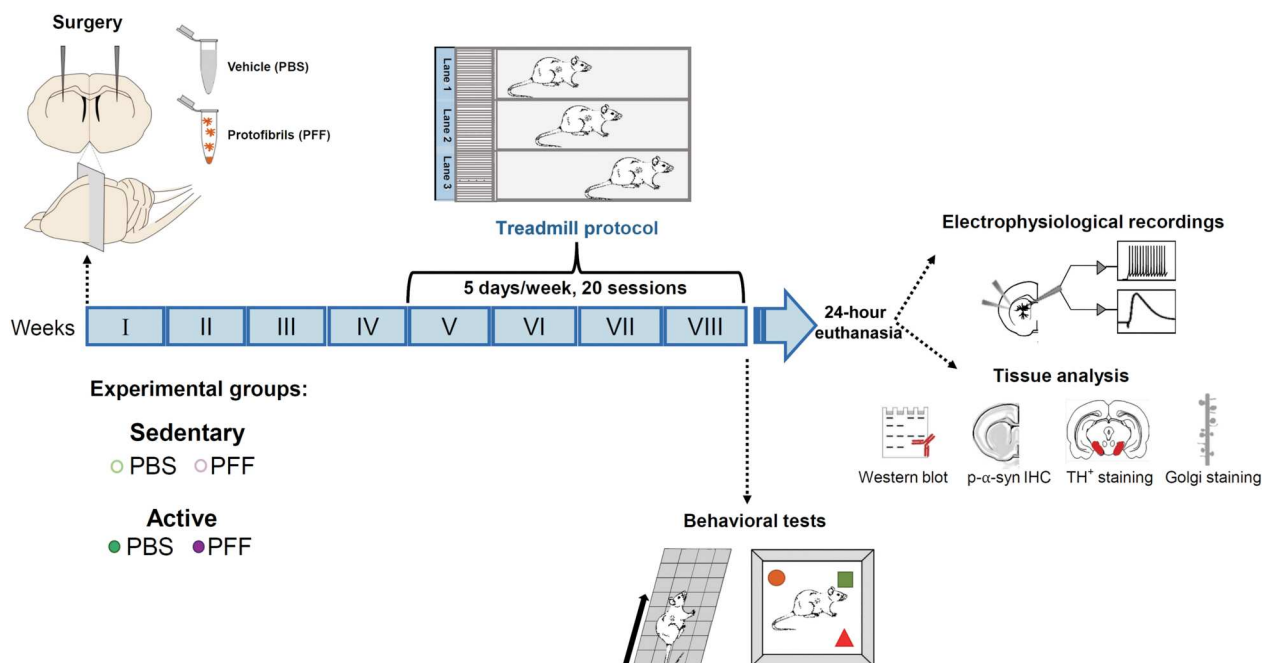 Surgery
Vehicle (PBS)
Protofibrils (PFF)
Lane 1
Lane 2
Lane 3
Treadmill protocol
5 days/week, 20 sessions
Weeks
I
II
III
IV
V
VI
VII
VIII
24-hour
euthanasia
Electrophysiological recordings
Tissue analysis
Western blot
p-α-syn IHC
TH+ staining
Golgi staining
Experimental groups:
Sedentary
PBS
PFF
Active
PBS
PFF
Behavioral tests